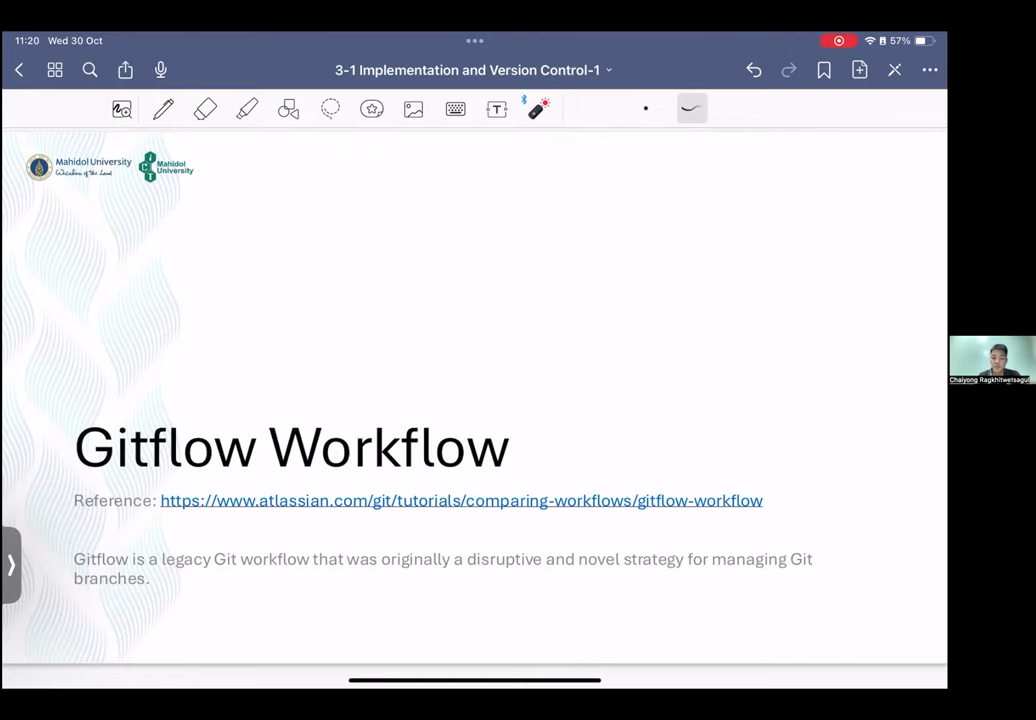 11:20 Wed 30 Oct
57%
3-1 Implementation and Version Control-1
T
Mahidol University
Wisdom of the Land
ICT
Mahidol
University
Gitflow Workflow
Reference: https://www.atlassian.com/git/tutorials/comparing-workflows/gitflow-workflow
Gitflow is a legacy Git workflow that was originally a disruptive and novel strategy for managing Git
branches.
Chaiyong Ragkhitwetsagul